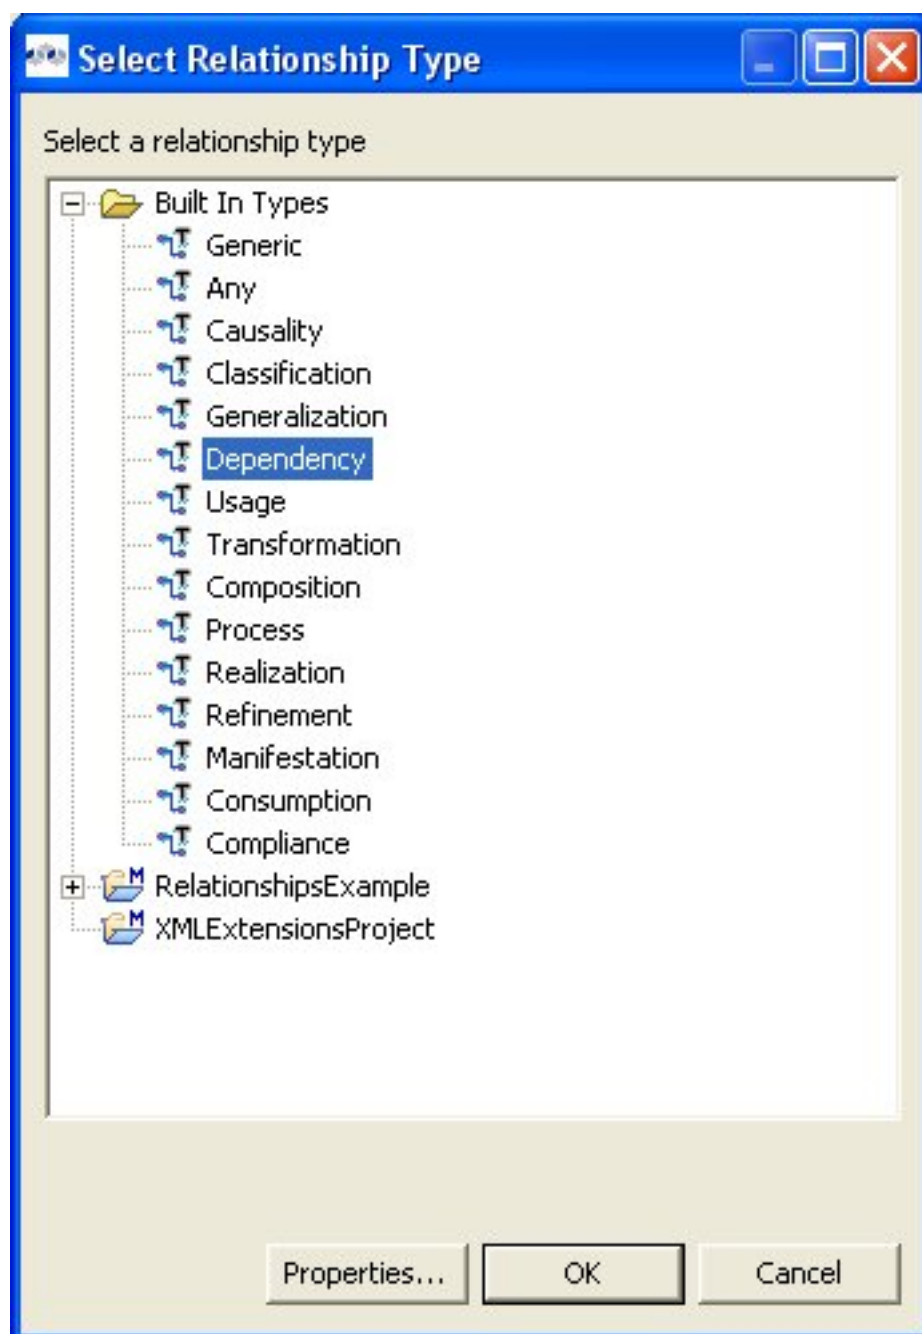 Select Relationship Type
Select a relationship type
Built In Types
Generic
Any
Causality
Classification
Generalization
Dependency
Usage
Transformation
Composition
Process
Realization
Refinement
Manifestation
Consumption
Compliance
RelationshipsExample
XMLExtensionsProject
Properties... OK Cancel